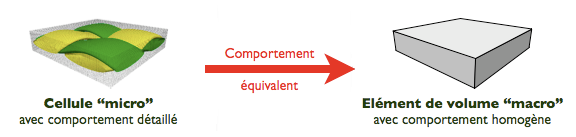 Comportement
équivalent
Cellule “micro”
avec comportement détaillé
Elément de volume “macro”
avec comportement homogène